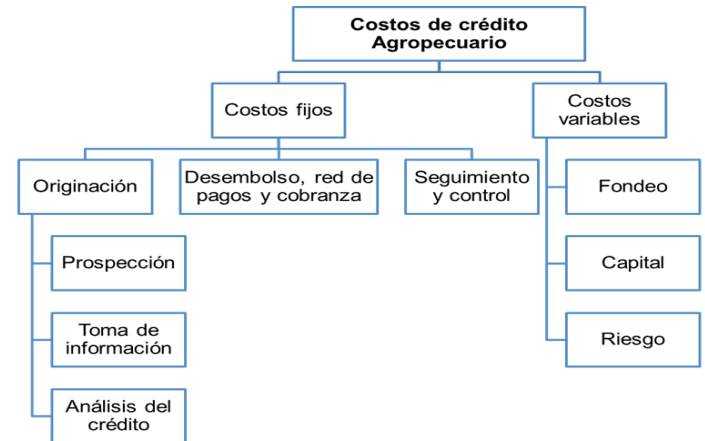 Costos de crédito
Agropecuario
Costos fijos
Costos
variables
Originación
Desembolso, red de
pagos y cobranza
Seguimiento
y control
Fondeo
Prospección
Capital
Toma de
información
Riesgo
Análisis del
crédito